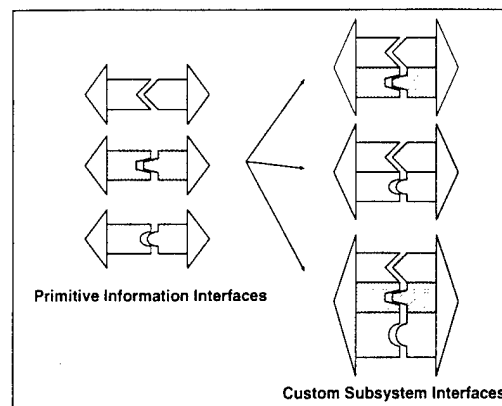 Primitive Information Interfaces
Custom Subsystem Interfaces